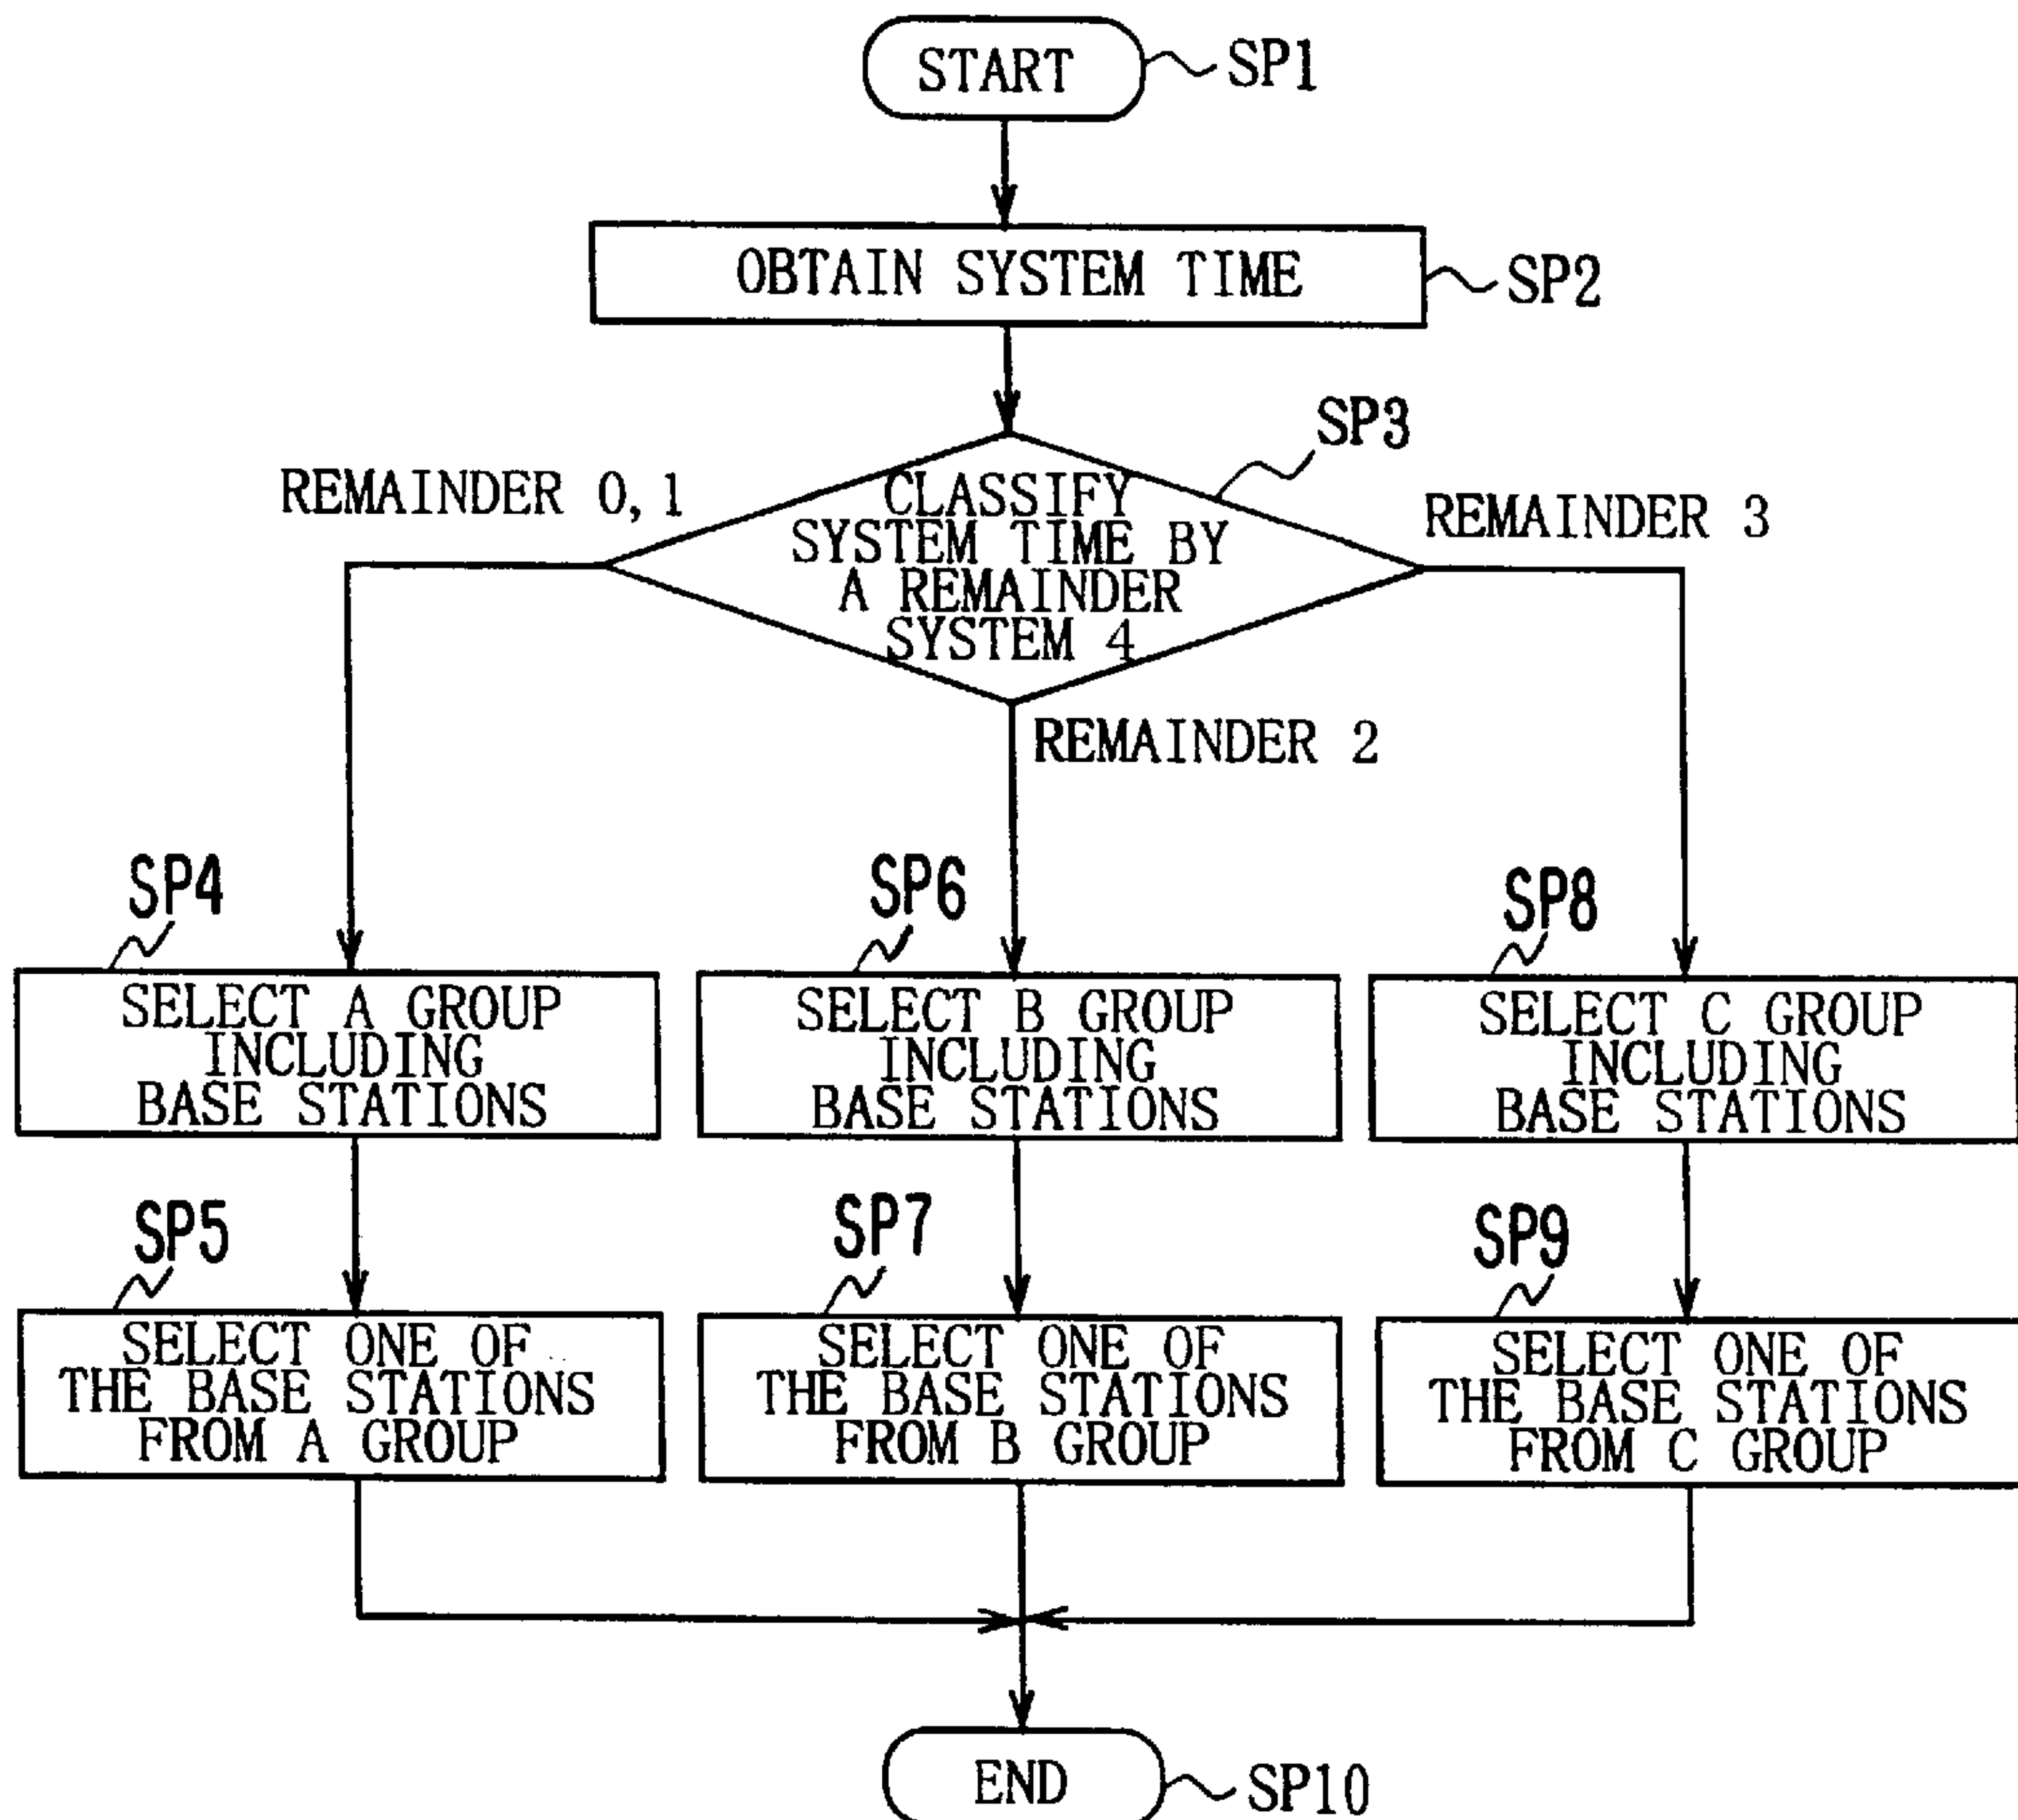 START
SP1
OBTAIN SYSTEM TIME
SP2
SP3
REMAINDER 0,1
CLASSIFY
SYSTEM TIME BY
A REMAINDER
SYSTEM 4
REMAINDER 3
REMAINDER 2
SP4
SELECT A GROUP
INCLUDING
BASE STATIONS
SP6
SELECT B GROUP
INCLUDING
BASE STATIONS
SP8
SELECT C GROUP
INCLUDING
BASE STATIONS
SP5
SELECT ONE OF
THE BASE STATIONS
FROM A GROUP
SP7
SELECT ONE OF
THE BASE STATIONS
FROM B GROUP
SP9
SELECT ONE OF
THE BASE STATIONS
FROM C GROUP
END
SP10